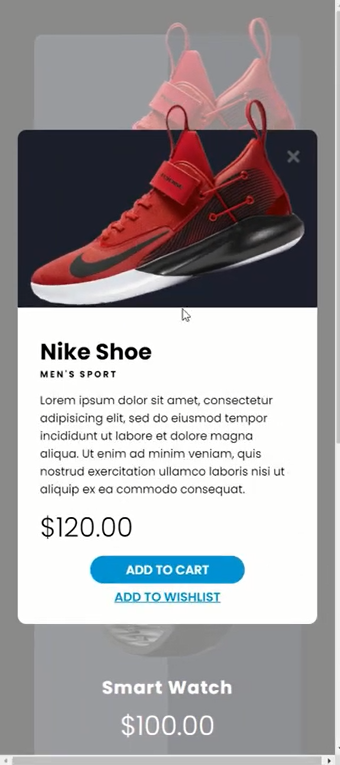 Nike Shoe
MEN'S SPORT
Lorem ipsum dolor sit amet, consectetur
adipisicing elit, sed do eiusmod tempor
incididunt ut labore et dolore magna
aliqua. Ut enim ad minim veniam, quis
nostrud exercitation ullamco laboris nisi ut
aliquip ex ea commodo consequat.
$120.00
ADD TO CART
ADD TO WISHLIST
Smart Watch
$100.00